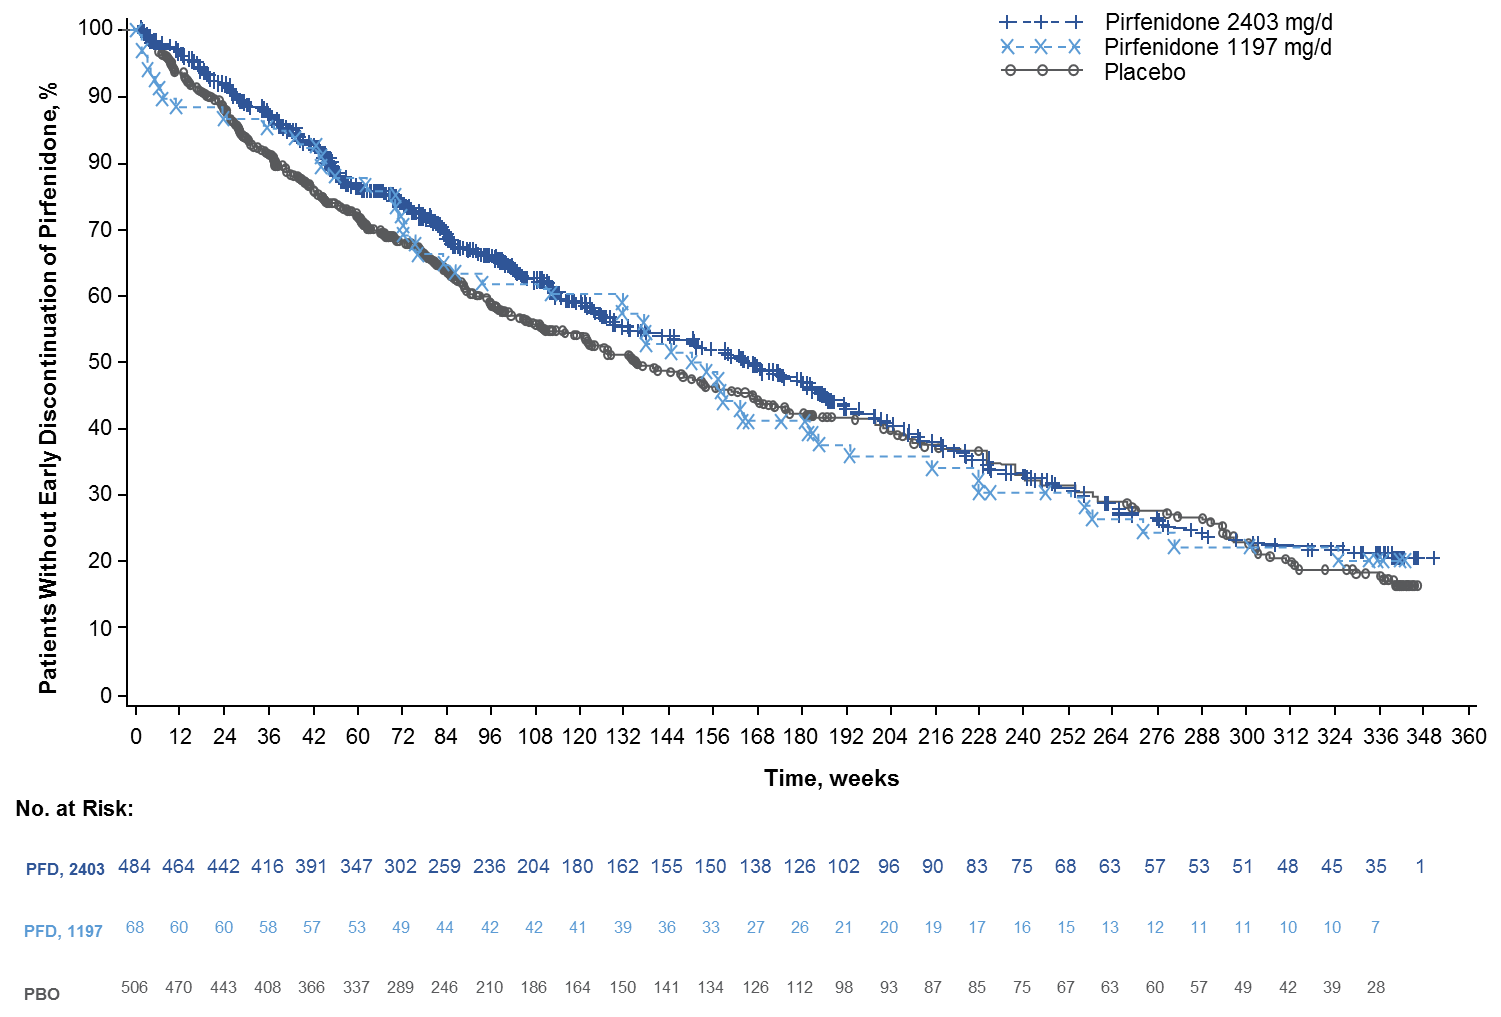 Pirfenidone 2403 mg/d
Pirfenidone 1197 mg/d
Placebo
Patients Without Early Discontinuation of Pirfenidone, %
100
90
90
70
60
50
40
30
20
10
0
0 12 24 36 42 60 72 84 96 108 120 132 144 156 168 180 192 204 216 228 240 252 264 276 288 300 312 324 336 348 360
Time, weeks
No. at Risk:
PFD, 2403 484 464 442 416 391 347 302 259 236 204 180 162 155 150 138 126 102 96 90 83 75 68 63 57 53 51 48 45 35 1
PFD, 1197 68 60 60 58 57 53 49 44 42 42 41 39 36 33 27 26 21 20 19 17 16 15 13 12 11 11 10 10 7
PBO 506 470 443 408 366 337 289 246 210 186 164 150 141 134 126 112 98 93 87 85 75 67 63 60 57 49 42 39 28